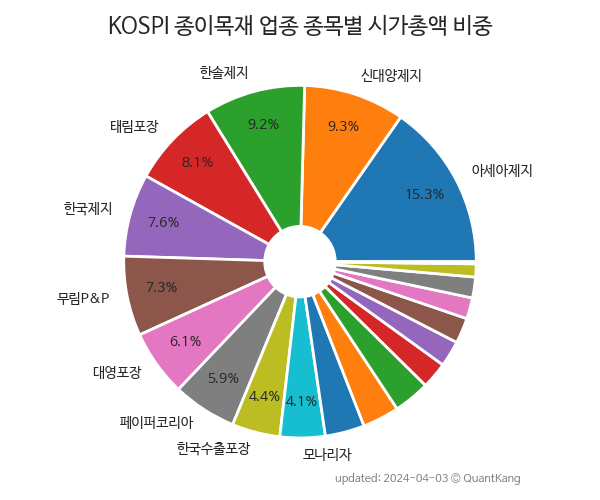 KOSPI 종이목재 업종 종목별 시가총액 비중
아세아제지
15.3%
신대양제지
9.3%
한솔제지
9.2%
태림포장
8.1%
한국제지
7.6%
무림P&P
7.3%
대영포장
6.1%
페이퍼코리아
5.9%
한국수출포장
4.4%
모나리자
4.1%
updated: 2024-04-03 © QuantKang